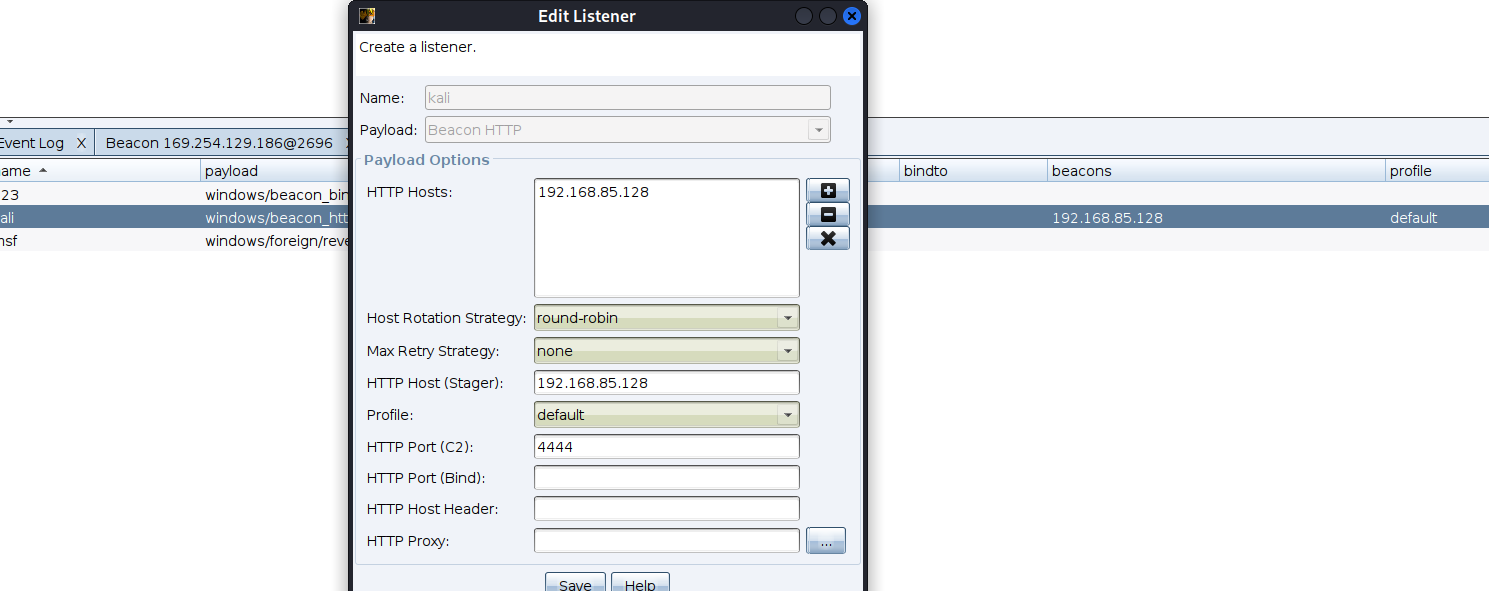 Edit Listener
Create a listener.
Name: kali
Payload: Beacon HTTP
Event Log X Beacon 169.254.129.186@2696
Payload Options
ame payload bindto beacons profile
HTTP Hosts: 192.168.85.128
23 windows/beacon_bin
ali windows/beacon_htt 192.168.85.128 default
nsf windows/foreign/reve
Host Rotation Strategy: round-robin
Max Retry Strategy: none
HTTP Host (Stager): 192.168.85.128
Profile: default
HTTP Port (C2): 4444
HTTP Port (Bind):
HTTP Host Header:
HTTP Proxy: ...
Save Help